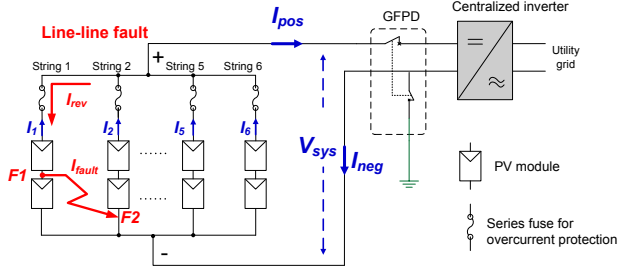 Line-line fault
I_pos
GFPD
Centralized inverter
+
String 1
String 2
String 5
String 6
Utility
grid
I_rev
I_1
I_2
I_5
I_6
V_sys
I_neg
F1
I_fault
F2
PV module
Series fuse for
overcurrent protection
-